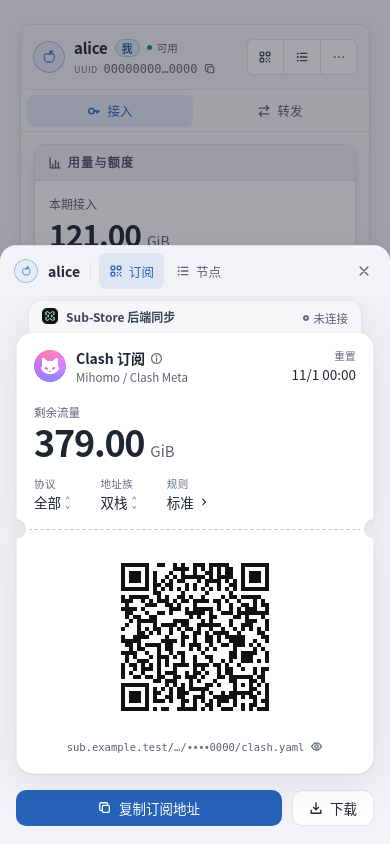 alice 我 可用
UUID 00000000…0000
接入 转发
用量与额度
本期接入
121.00 GiB
alice 订阅 节点
Sub-Store 后端同步 未连接
Clash 订阅 重置
Mihomo / Clash Meta 11/1 00:00
剩余流量
379.00 GiB
协议 地址族 规则
全部 双栈 标准
sub.example.test/…/••••0000/clash.yaml
复制订阅地址 下载